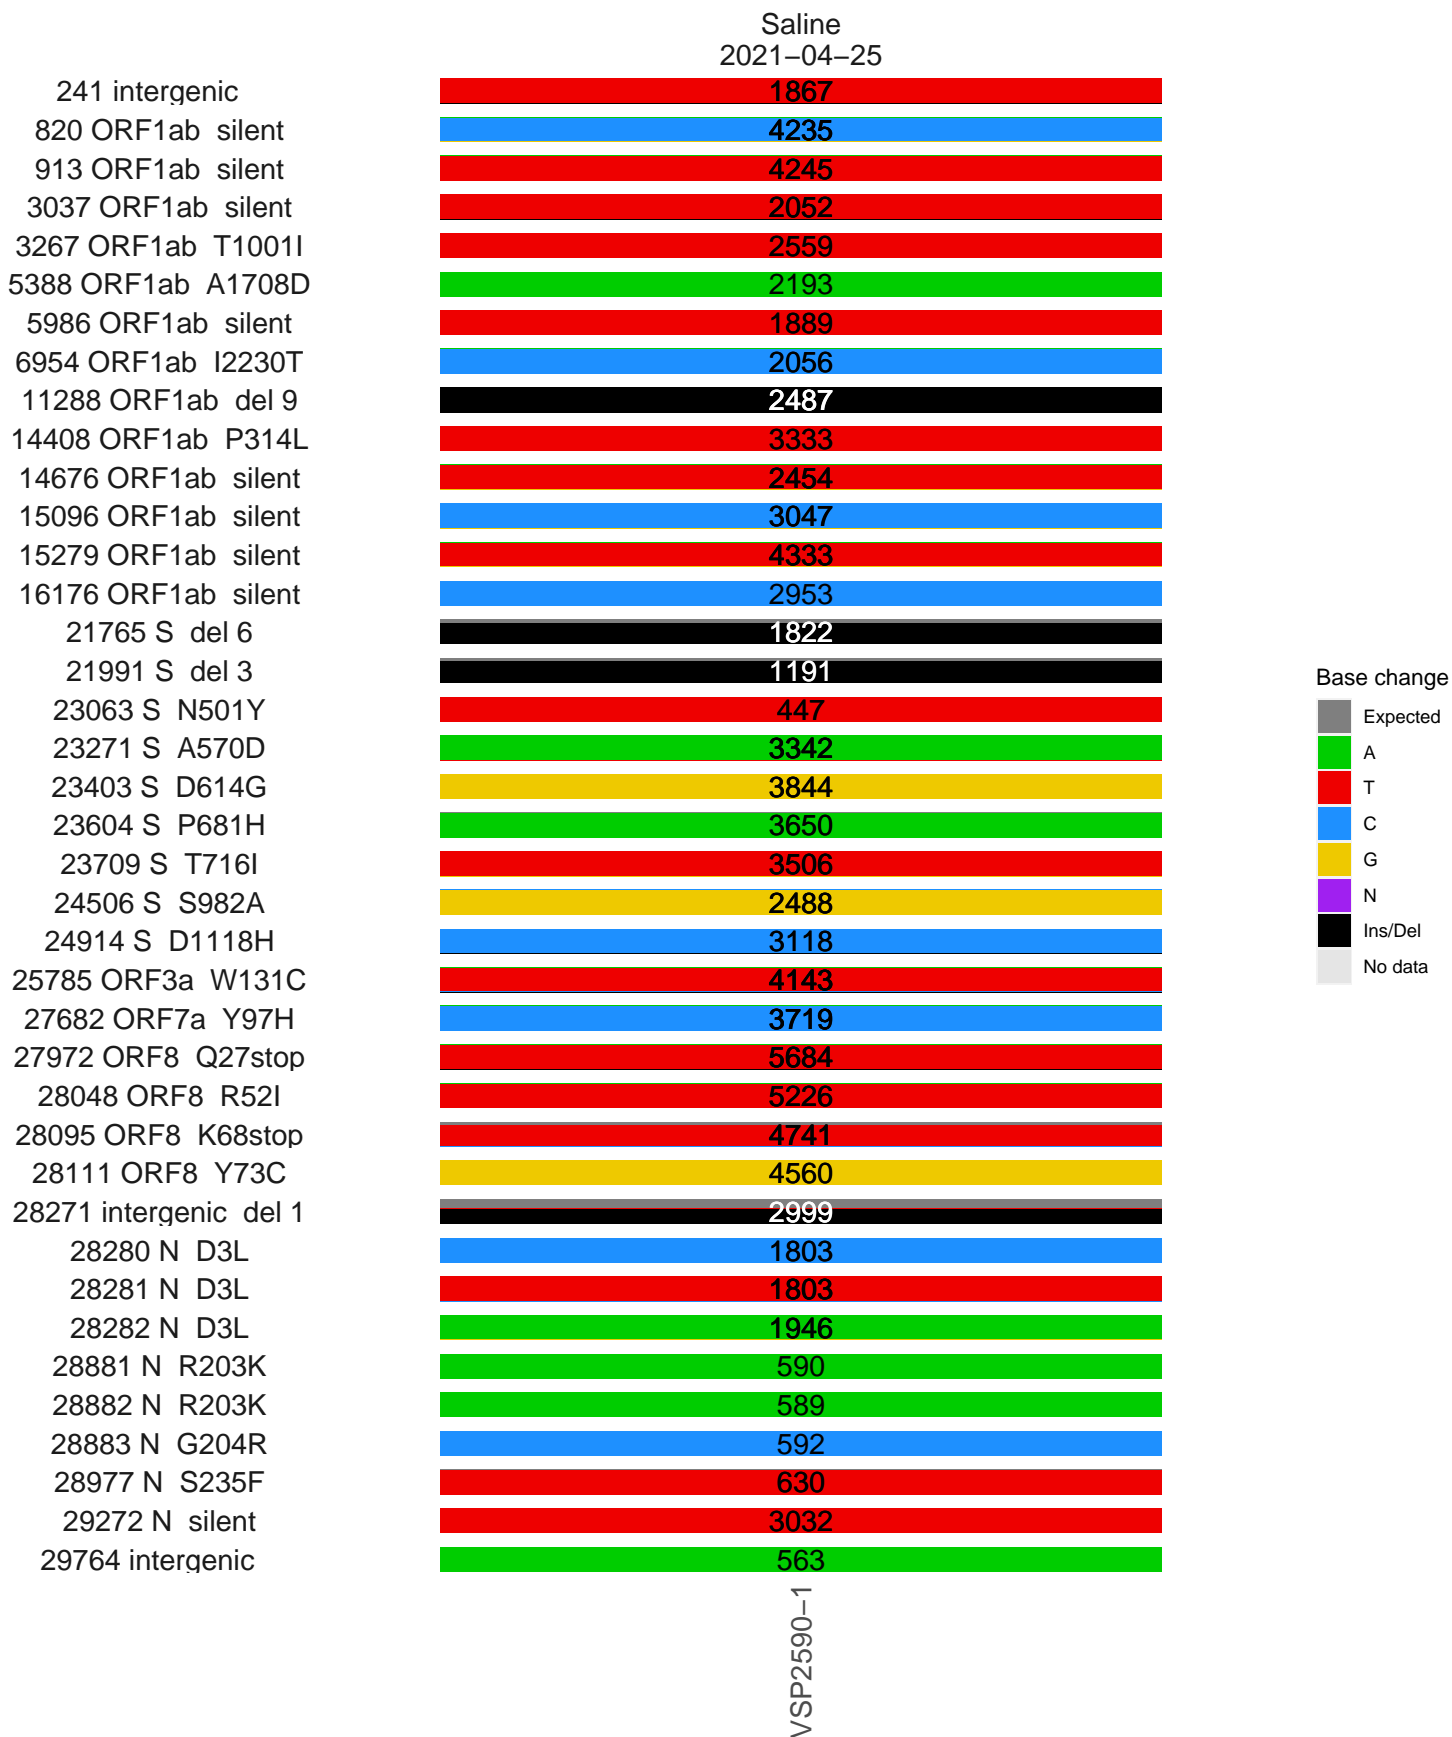 Saline
2021−04−25
241 intergenic 1867
820 ORF1ab silent 4235
913 ORF1ab silent 4245
3037 ORF1ab silent 2052
3267 ORF1ab T1001I 2559
5388 ORF1ab A1708D 2193
5986 ORF1ab silent 1889
6954 ORF1ab I2230T 2056
11288 ORF1ab del 9 2487
14408 ORF1ab P314L 3333
14676 ORF1ab silent 2454
15096 ORF1ab silent 3047
15279 ORF1ab silent 4333
16176 ORF1ab silent 2953
21765 S del 6 1822
21991 S del 3 1191
23063 S N501Y 447
23271 S A570D 3342
23403 S D614G 3844
23604 S P681H 3650
23709 S T716I 3506
24506 S S982A 2488
24914 S D1118H 3118
25785 ORF3a W131C 4143
27682 ORF7a Y97H 3719
27972 ORF8 Q27stop 5684
28048 ORF8 R52I 5226
28095 ORF8 K68stop 4741
28111 ORF8 Y73C 4560
28271 intergenic del 1 2999
28280 N D3L 1803
28281 N D3L 1803
28282 N D3L 1946
28881 N R203K 590
28882 N R203K 589
28883 N G204R 592
28977 N S235F 630
29272 N silent 3032
29764 intergenic 563
VSP2590−1
Base change
Expected
A
T
C
G
N
Ins/Del
No data